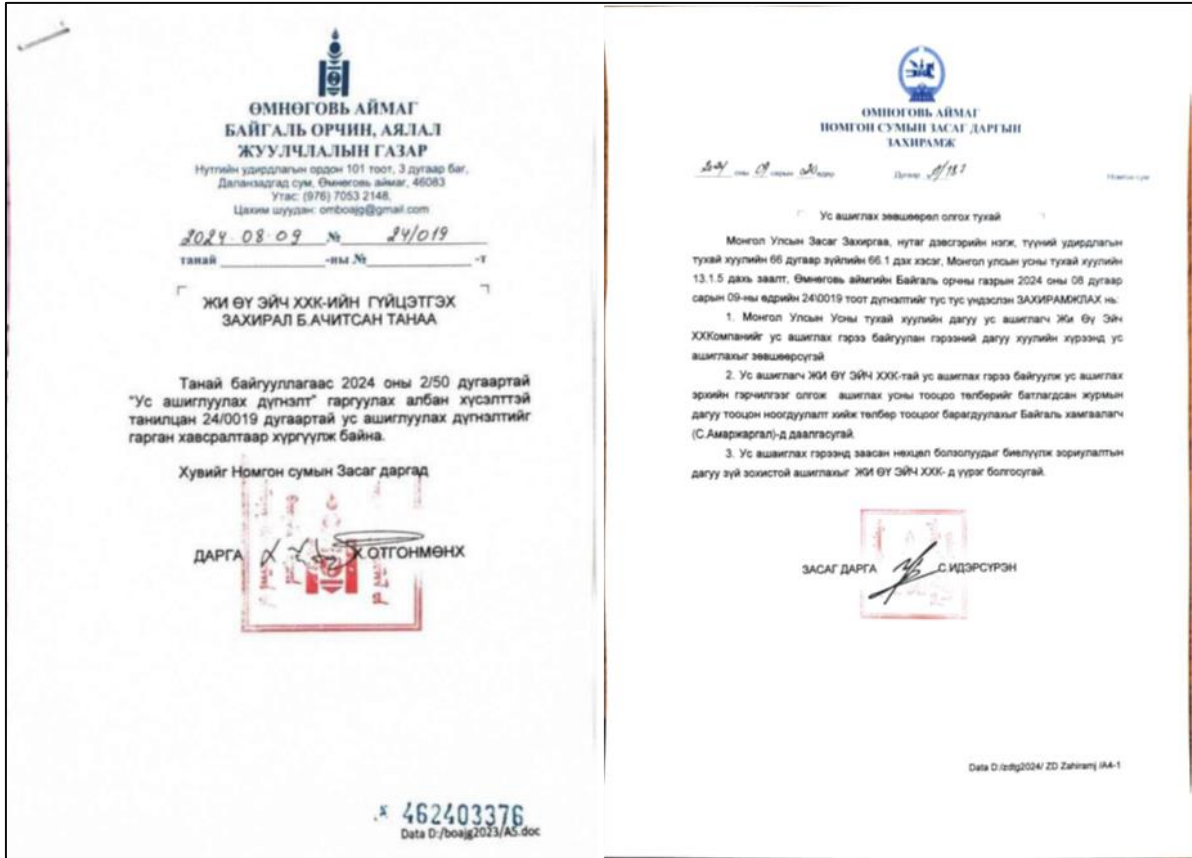 ӨМНӨГОВЬ АЙМАГ
БАЙГАЛЬ ОРЧИН, АЯЛАЛ
ЖУУЛЧЛАЛЫН ГАЗАР
Нутгийн удирдлагын ордон 101 тоот, 3 дугаар баг,
Даланзадгад сум, Өмнөговь аймаг, 46083
Утас: (976) 7053 2148,
Цахим шуудан: omboajg@gmail.com
2024-08-09 № 24/019
танай -ны № -т
ЖИ ӨҮ ЭЙЧ ХХК-ИЙН ГҮЙЦЭТГЭХ
ЗАХИРАЛ Б.АЧИТСАН ТАНАА
Танай байгууллагаас 2024 оны 2/50 дугаартай
"Ус ашиглуулах дүгнэлт" гаргуулах албан хүсэлттэй
танилцан 24/0019 дугаартай ус ашиглуулах дүгнэлтийг
гарган хавсралтаар хүргүүлж байна.
Хувийг Номгон сумын Засаг даргад
ДАРГА Х.ОТГОНМӨНХ
462403376
Data D:/boajg2023/A5.doc
ӨМНӨГОВЬ АЙМАГ
НОМГОН СУМЫН ЗАСАГ ДАРГЫН
ЗАХИРАМЖ
оны 09 сарын өдөр Дугаар Номгон сум
Ус ашиглах зөвшөөрөл олгох тухай
Монгол Улсын Засаг Захиргаа, нутаг дэвсгэрийн нэгж, түүний удирдлагын
тухай хуулийн 66 дугаар зүйлийн 66.1 дэх хэсэг, Монгол улсын усны тухай хуулийн
13.1.5 дахь заалт, Өмнөговь аймгийн Байгаль орчны газрын 2024 оны 08 дугаар
сарын 09-ны өдрийн 24\0019 тоот дүгнэлтийг тус тус үндэслэн ЗАХИРАМЖЛАХ нь:
1. Монгол Улсын Усны тухай хуулийн дагуу ус ашиглагч Жи Өү Эйч
ХХКомпанийг ус ашиглах гэрээ байгуулан гэрээний дагуу хуулийн хүрээнд ус
ашиглахыг зөвшөөрсүгэй
2. Ус ашиглагч ЖИ ӨҮ ЭЙЧ ХХК-тай ус ашиглах гэрээ байгуулж ус ашиглах
эрхийн гэрчилгээг олгож ашиглах усны тооцоо төлбөрийг батлагдсан журмын
дагуу тооцон ноогдуулалт хийж төлбөр тооцоог барагдуулахыг Байгаль хамгаалагч
(С.Амаржаргал)-д даалгасугай.
3. Ус ашаиглах гэрээнд заасан нөхцөл болзолуудыг биелүүлж зориулалтын
дагуу зүй зохистой ашиглахыг ЖИ ӨҮ ЭЙЧ ХХК- д үүрэг болгосугай.
ЗАСАГ ДАРГА С.ИДЭРСҮРЭН
Data D:/zdtg2024/ ZD Zahiramj /A4-1